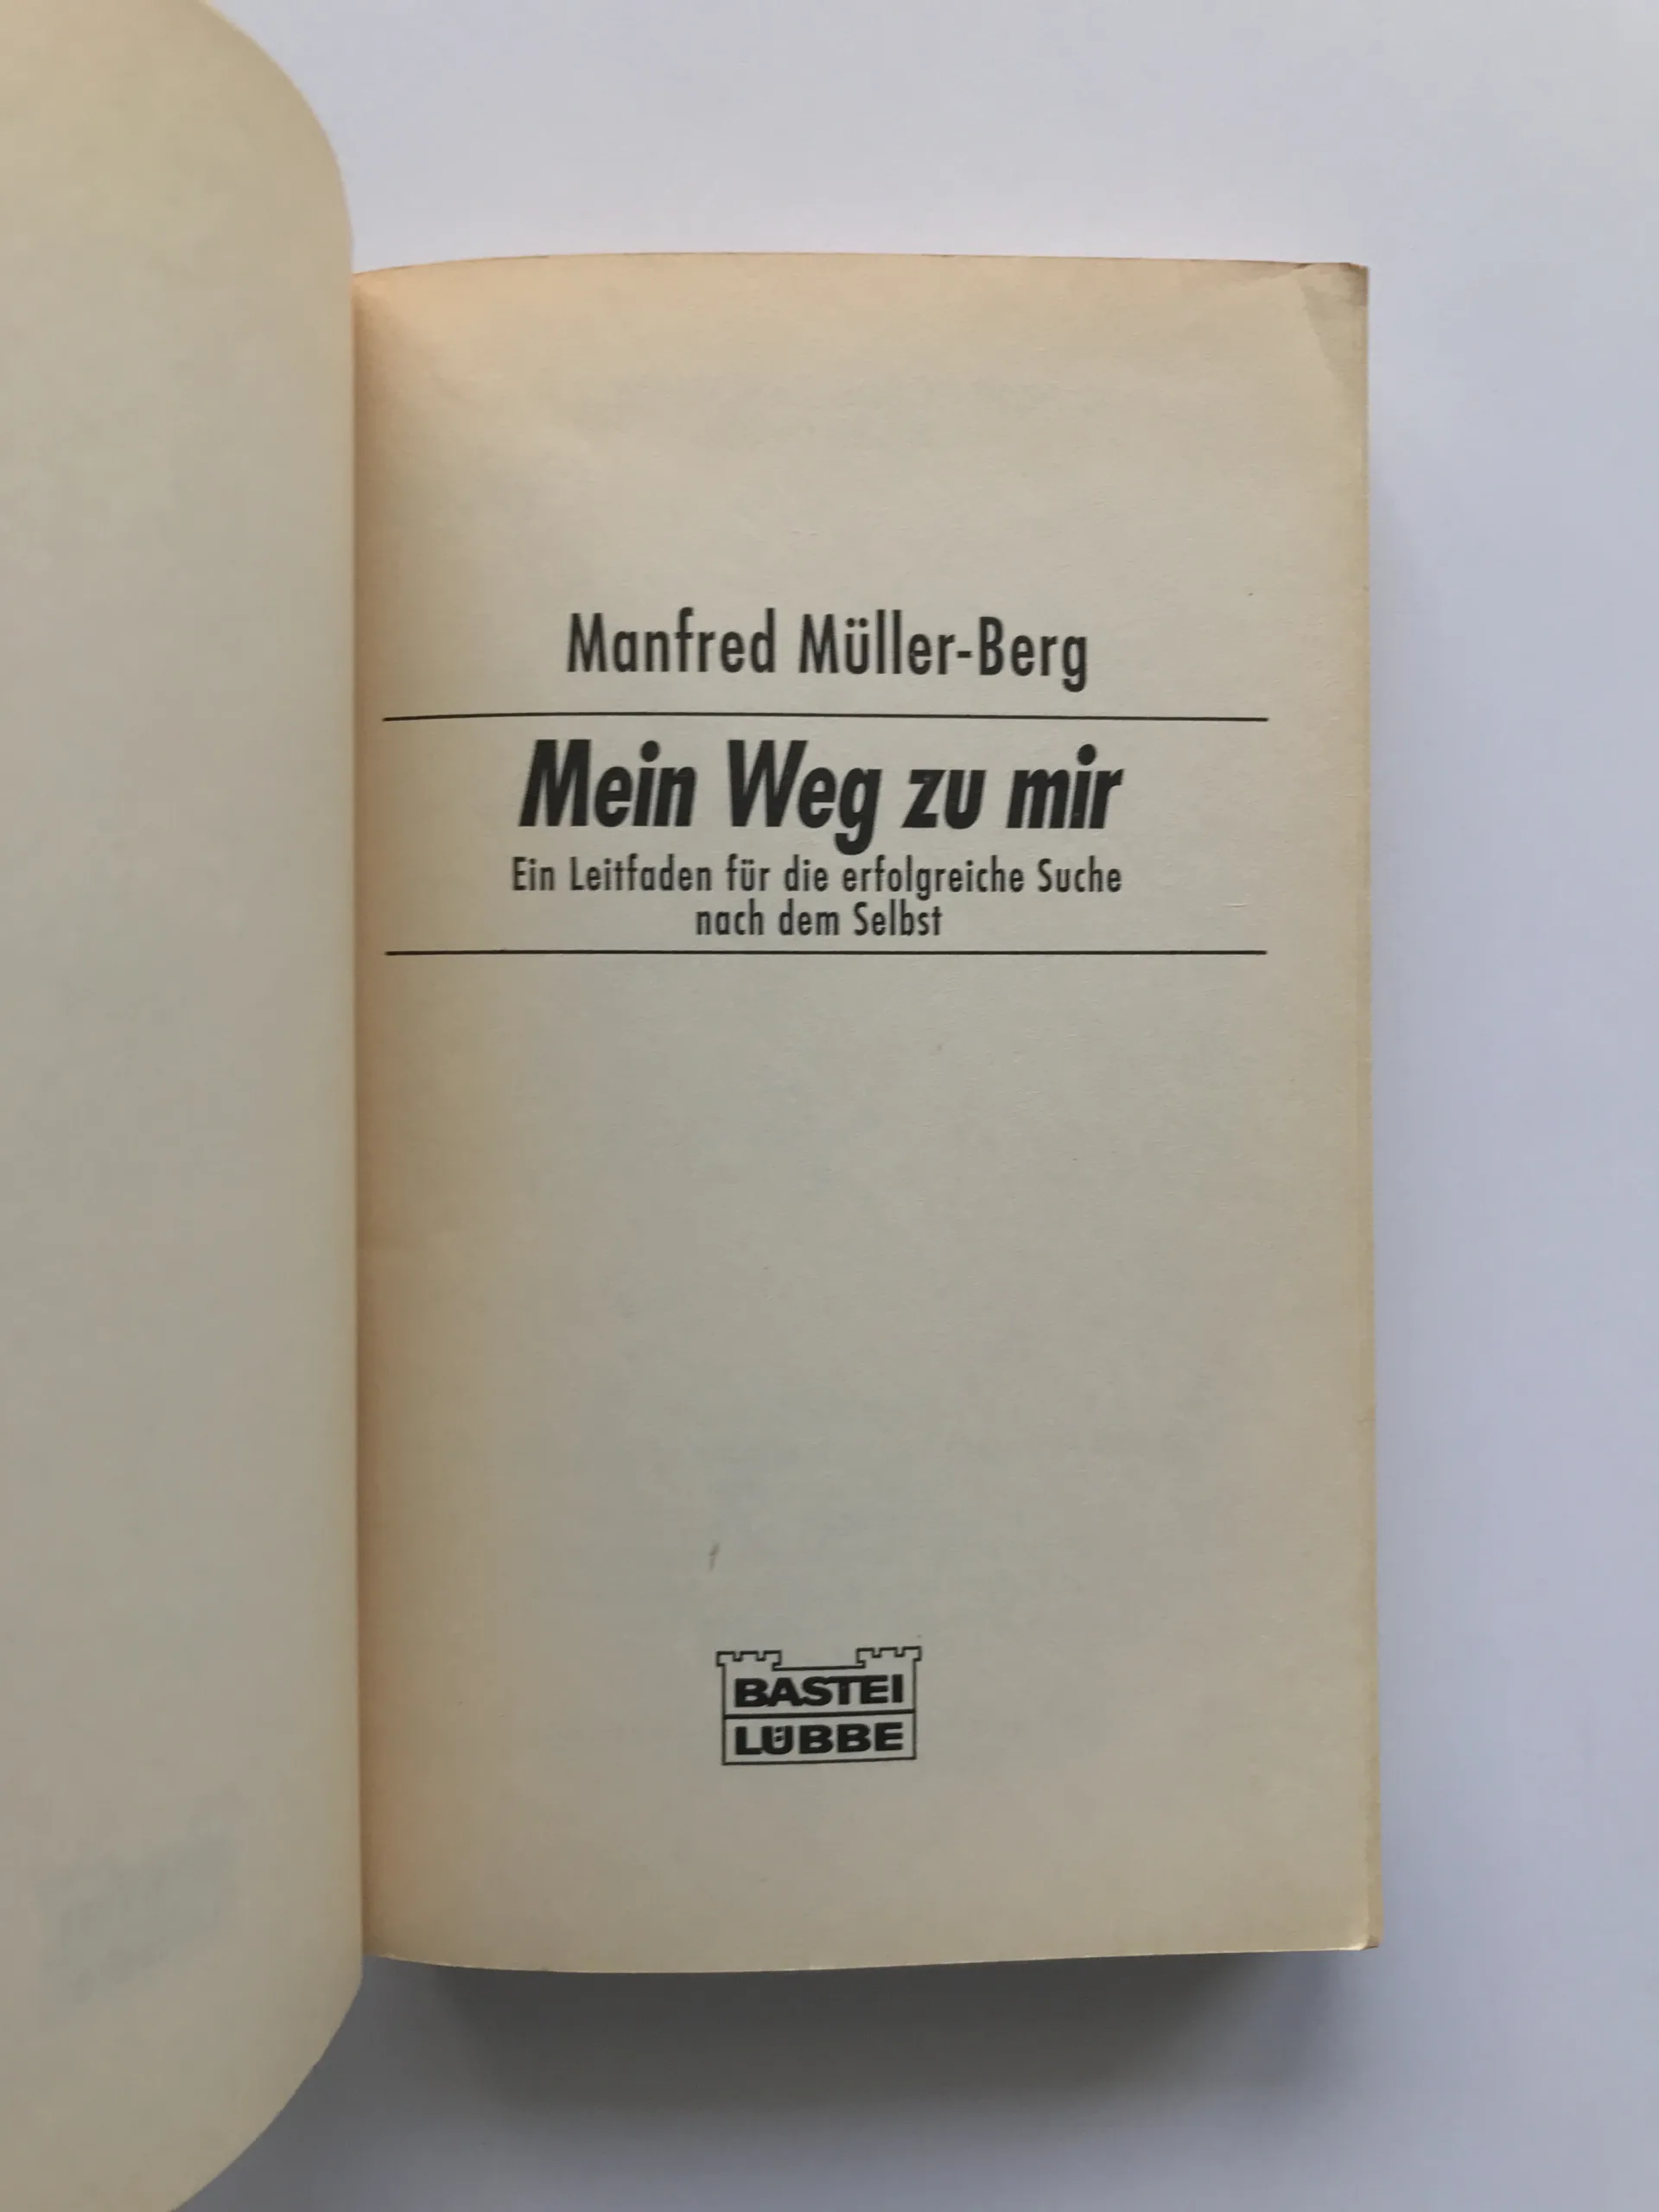 Manfred Müller-Berg
Mein Weg zu mir
Ein Leitfaden für die erfolgreiche Suche
nach dem Selbst
BASTEI
LÜBBE